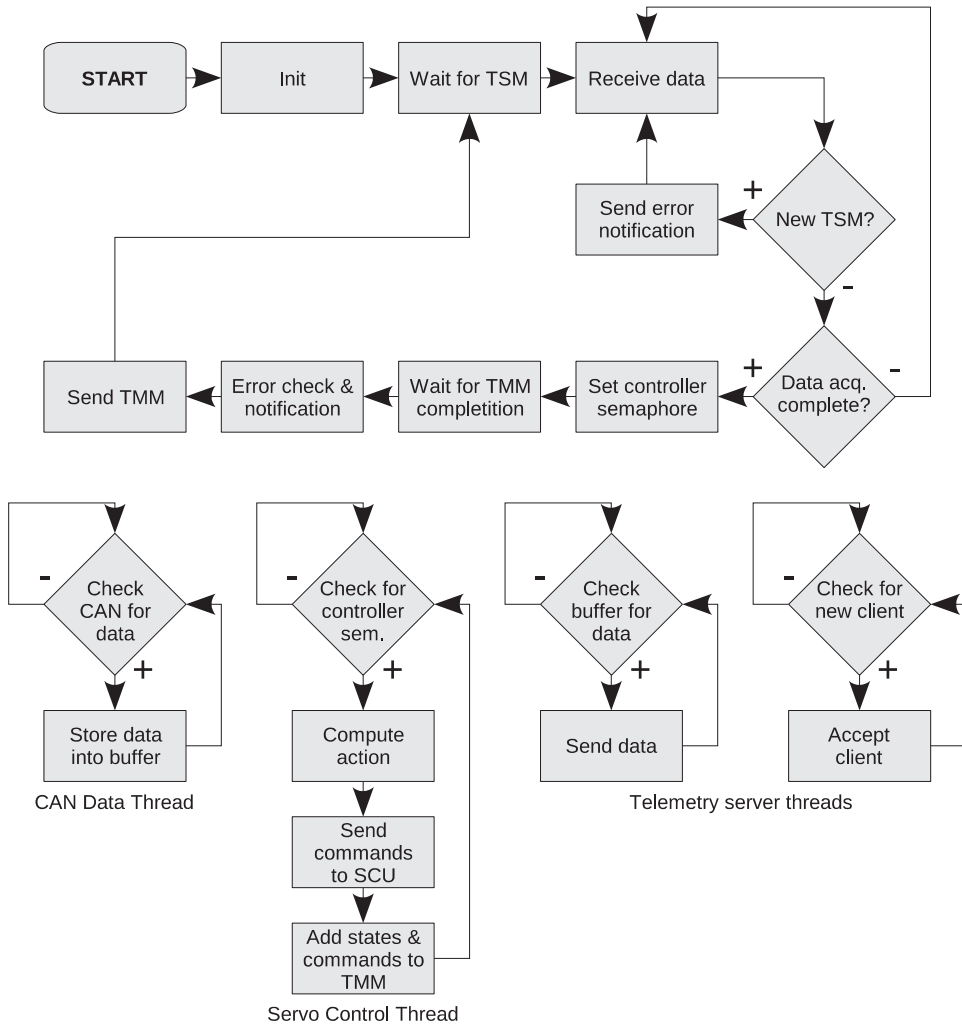 START
Init
Wait for TSM
Receive data
+
Send error
notification
New TSM?
-
Send TMM
Error check &
notification
Wait for TMM
completition
Set controller
semaphore
+
Data acq.
complete?
-
-
Check
CAN for
data
+
Store data
into buffer
CAN Data Thread
-
Check for
controller
sem.
+
Compute
action
Send
commands
to SCU
Add states &
commands to
TMM
Servo Control Thread
-
Check
buffer for
data
+
Send data
-
Check for
new client
+
Accept
client
Telemetry server threads